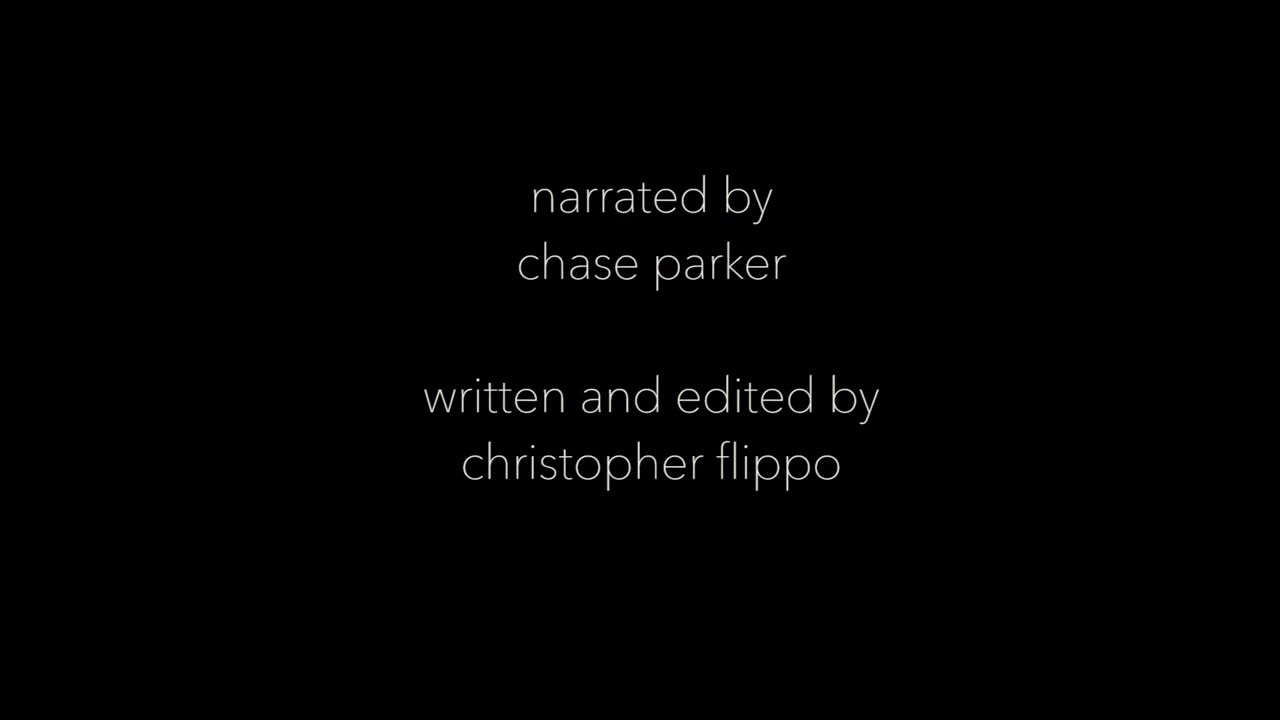 narrated by
chase parker
written and edited by
christopher flippo